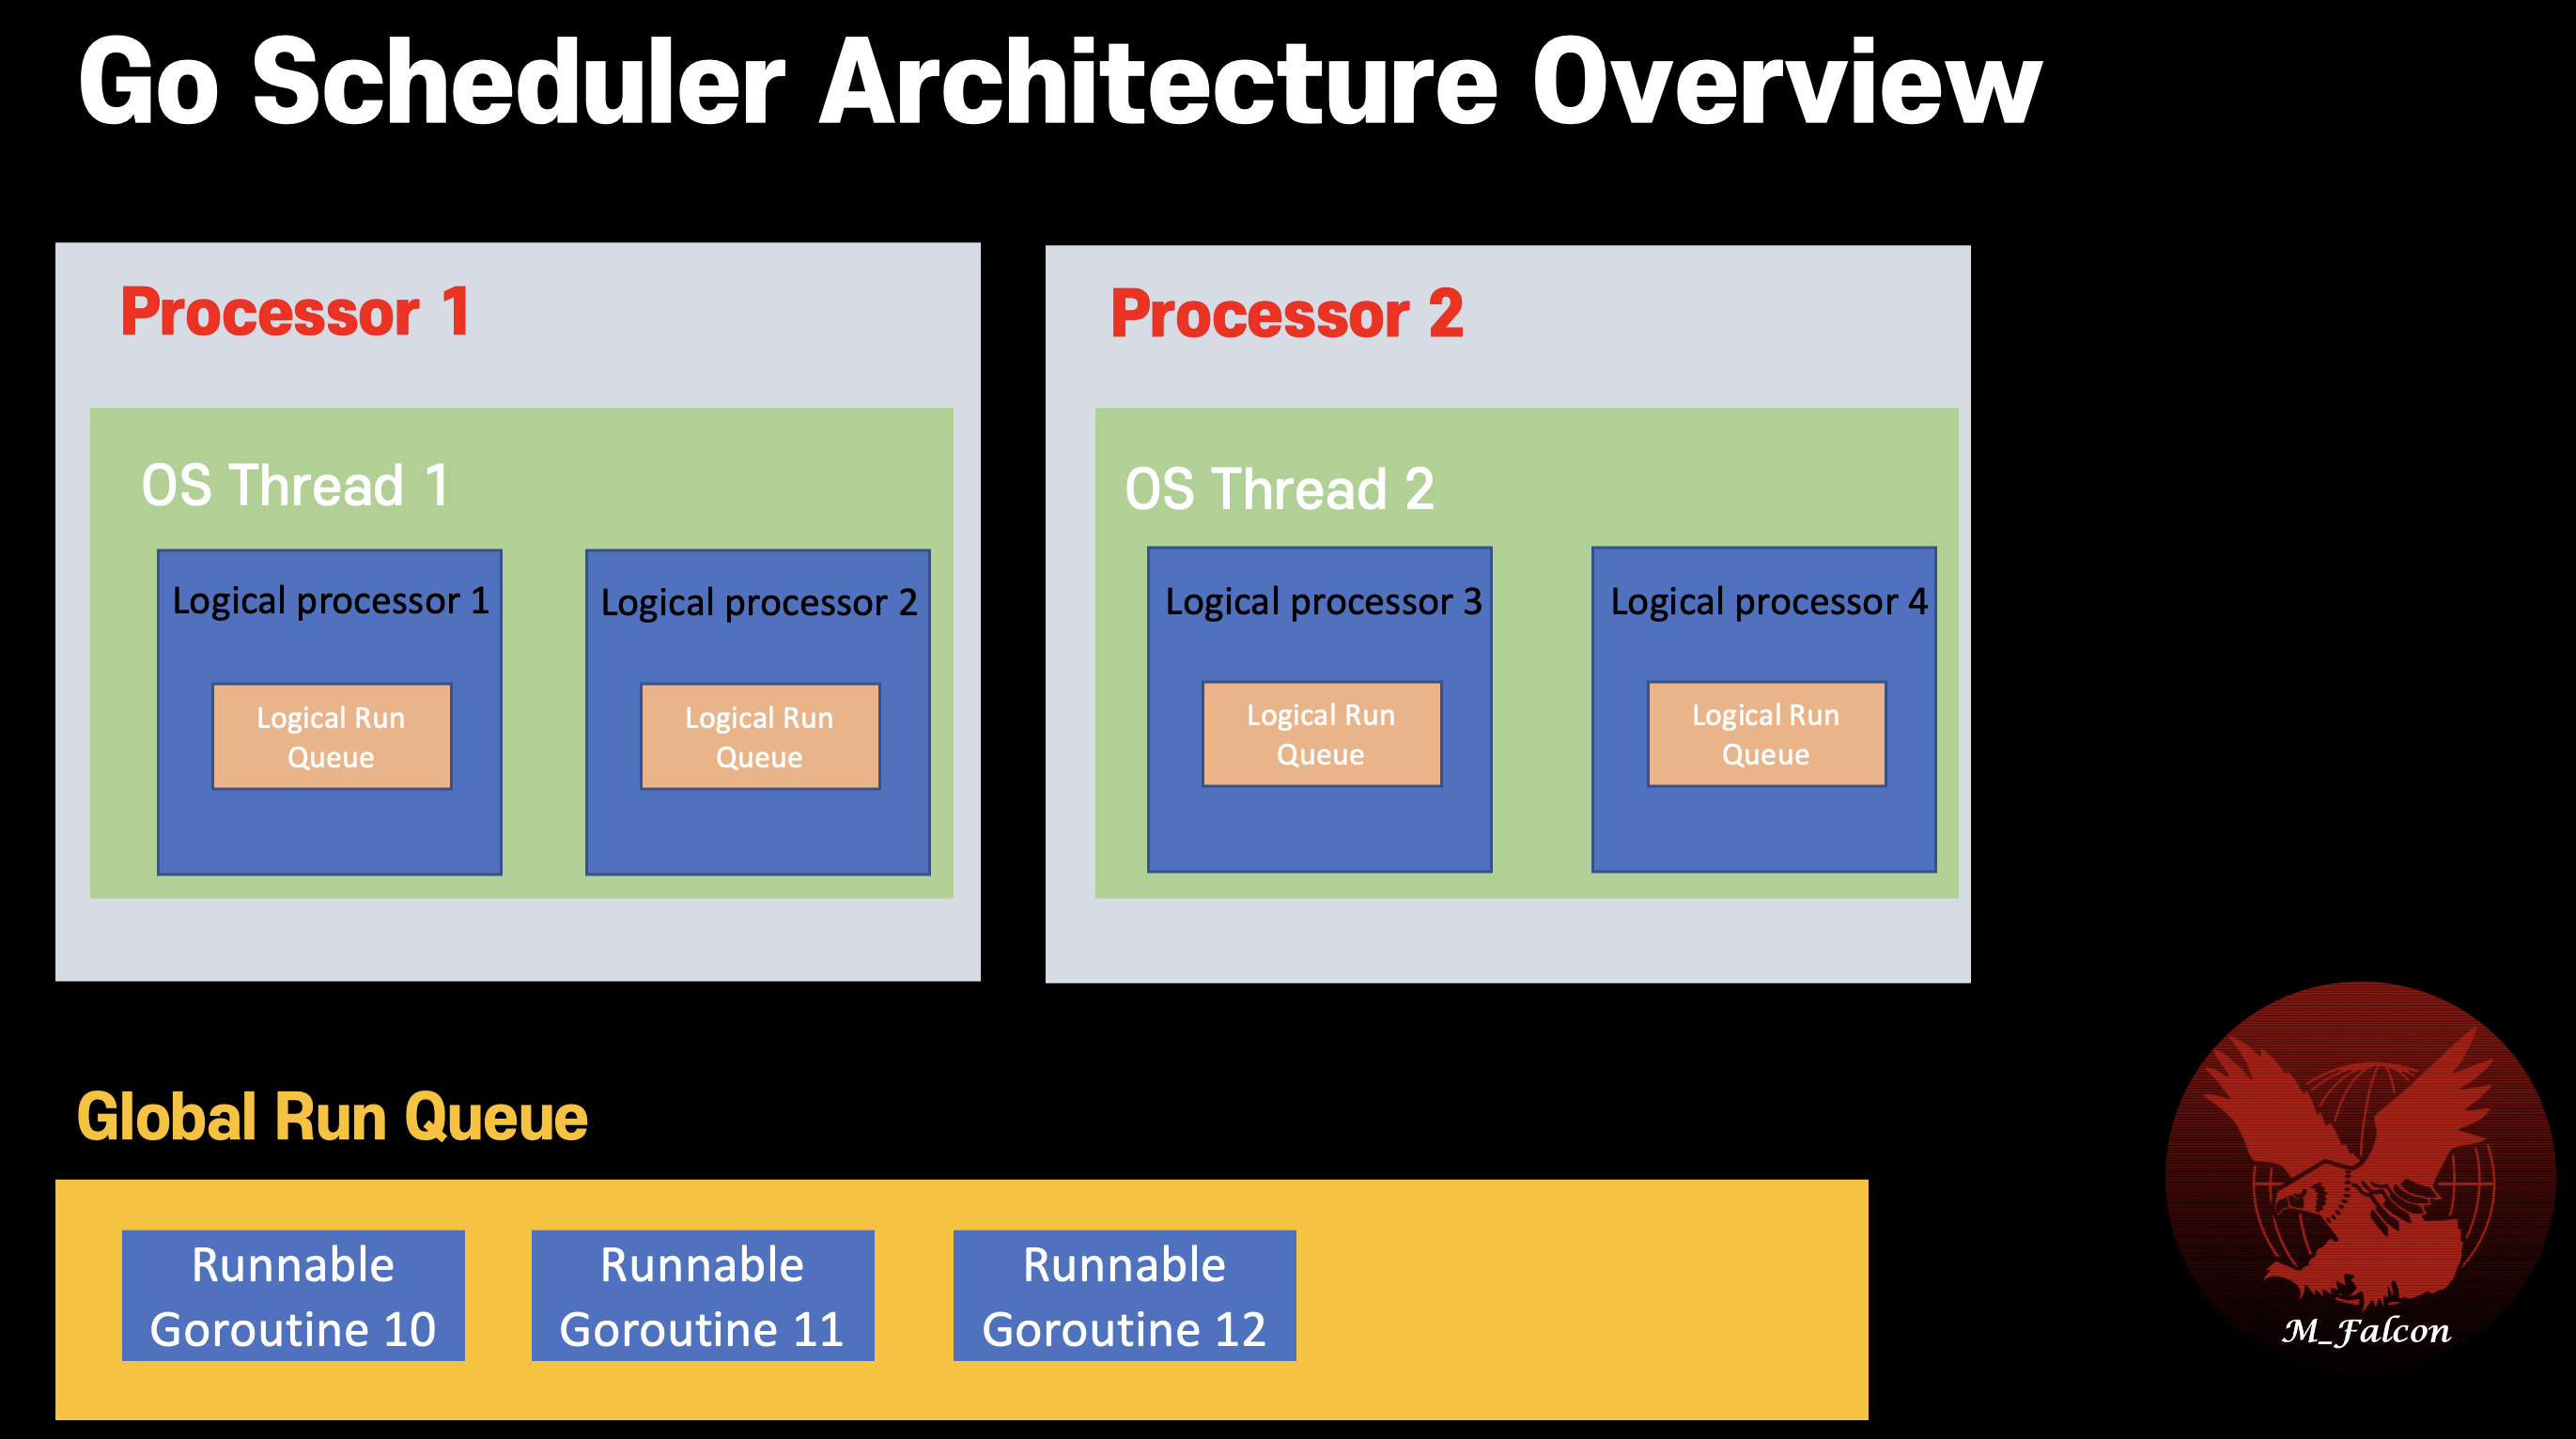 Go Scheduler Architecture Overview
Processor 1
OS Thread 1
Logical processor 1
Logical Run
Queue
Logical processor 2
Logical Run
Queue
Processor 2
OS Thread 2
Logical processor 3
Logical Run
Queue
Logical processor 4
Logical Run
Queue
Global Run Queue
Runnable
Goroutine 10
Runnable
Goroutine 11
Runnable
Goroutine 12
M_Falcon